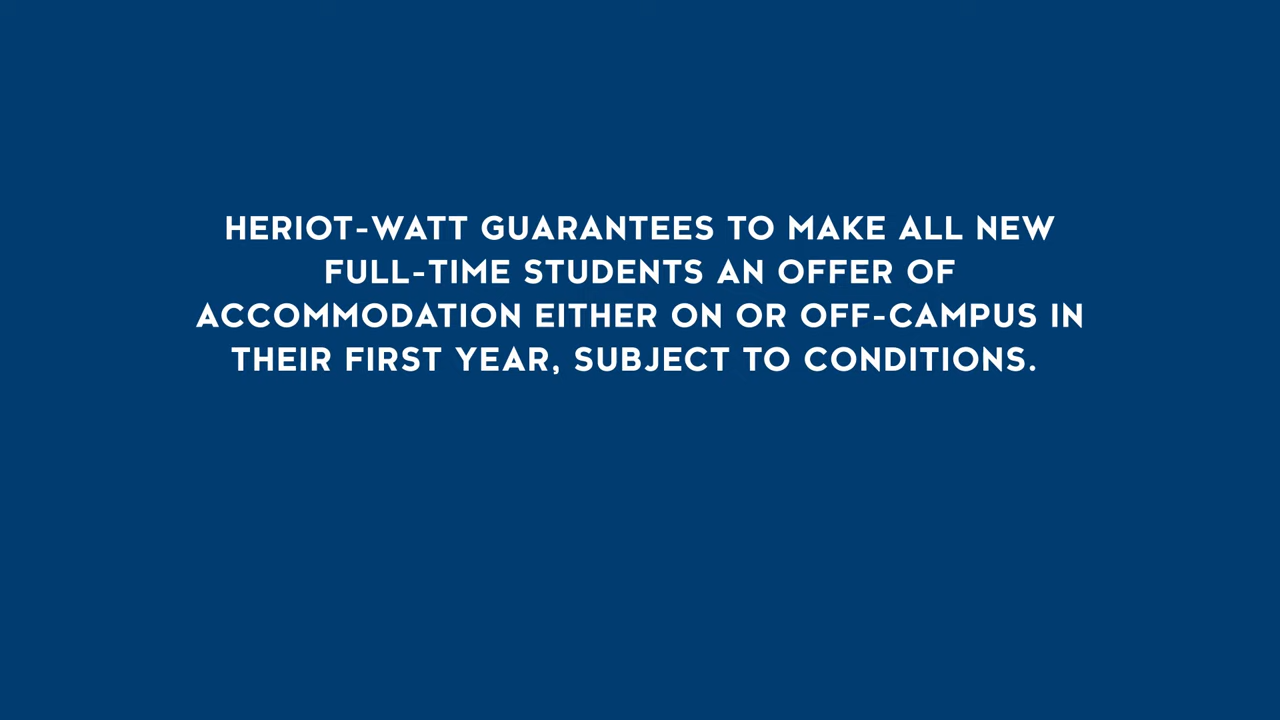 HERIOT-WATT GUARANTEES TO MAKE ALL NEW
FULL-TIME STUDENTS AN OFFER OF
ACCOMMODATION EITHER ON OR OFF-CAMPUS IN
THEIR FIRST YEAR, SUBJECT TO CONDITIONS.